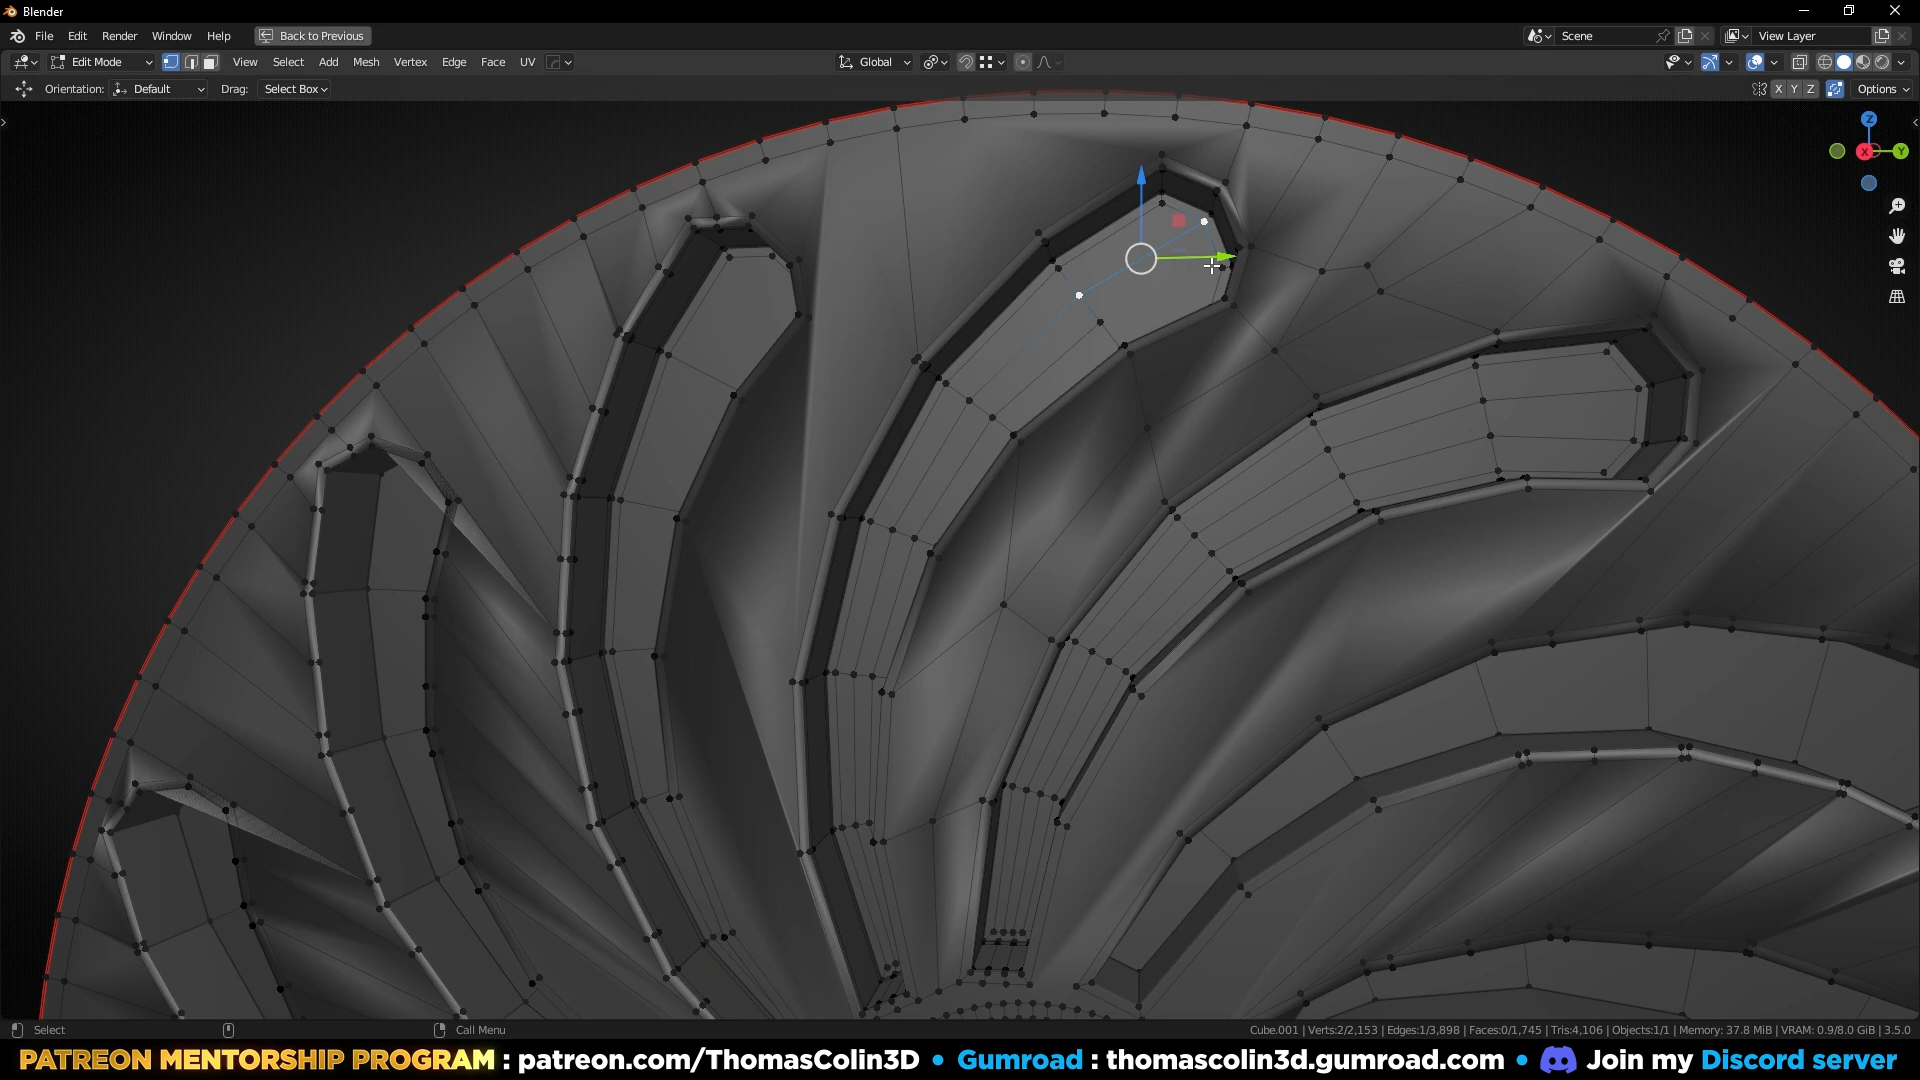 Blender
File Edit Render Window Help Back to Previous Scene View Layer
Edit Mode View Select Add Mesh Vertex Edge Face UV Global
Orientation: Default Drag: Select Box X Y Z Options
Z
X Y
Select Call Menu Cube.001 | Verts:2/2,153 | Edges:1/3,898 | Faces:0/1,745 | Tris:4,106 | Objects:1/1 | Memory: 37.8 MiB | VRAM: 0.9/8.0 GiB | 3.5.0
PATREON MENTORSHIP PROGRAM : patreon.com/ThomasColin3D • Gumroad : thomascolin3d.gumroad.com • Join my Discord server